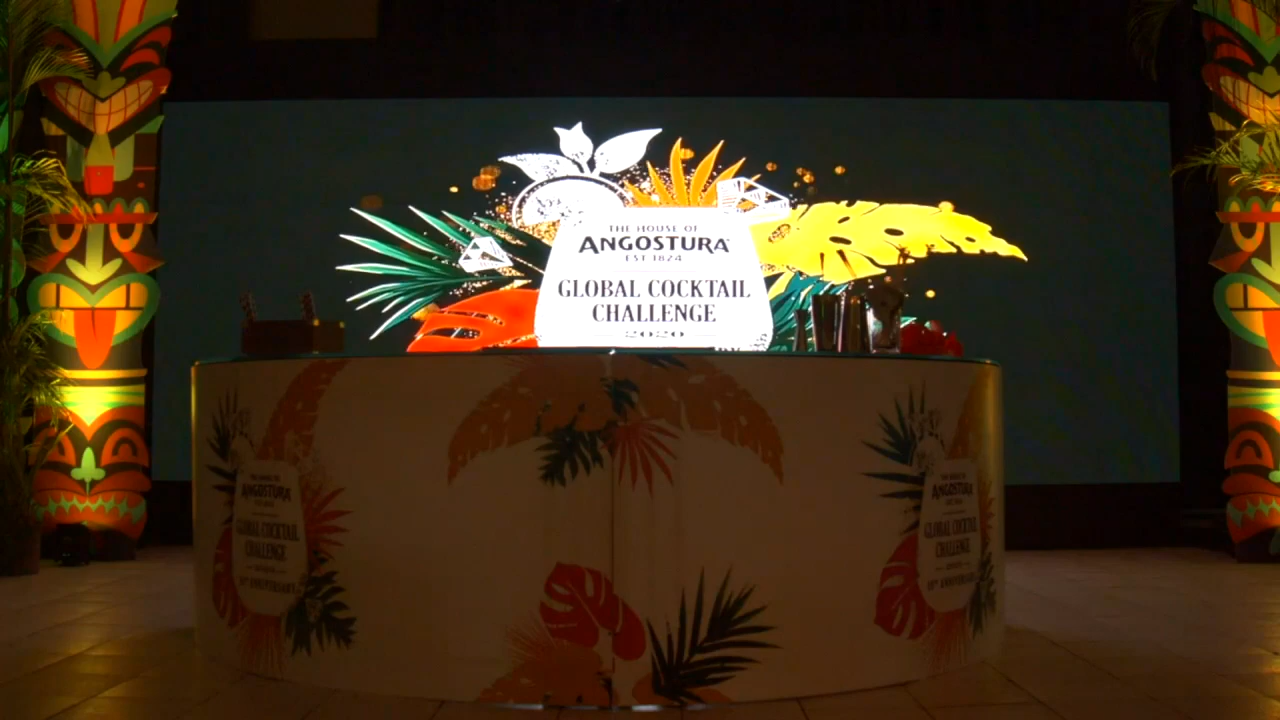 THE HOUSE OF
ANGOSTURA
EST 1824
GLOBAL COCKTAIL
CHALLENGE
2020
THE HOUSE OF
ANGOSTURA
GLOBAL COCKTAIL
CHALLENGE
ANNIVERSARY
THE HOUSE OF
ANGOSTURA
GLOBAL COCKTAIL
CHALLENGE